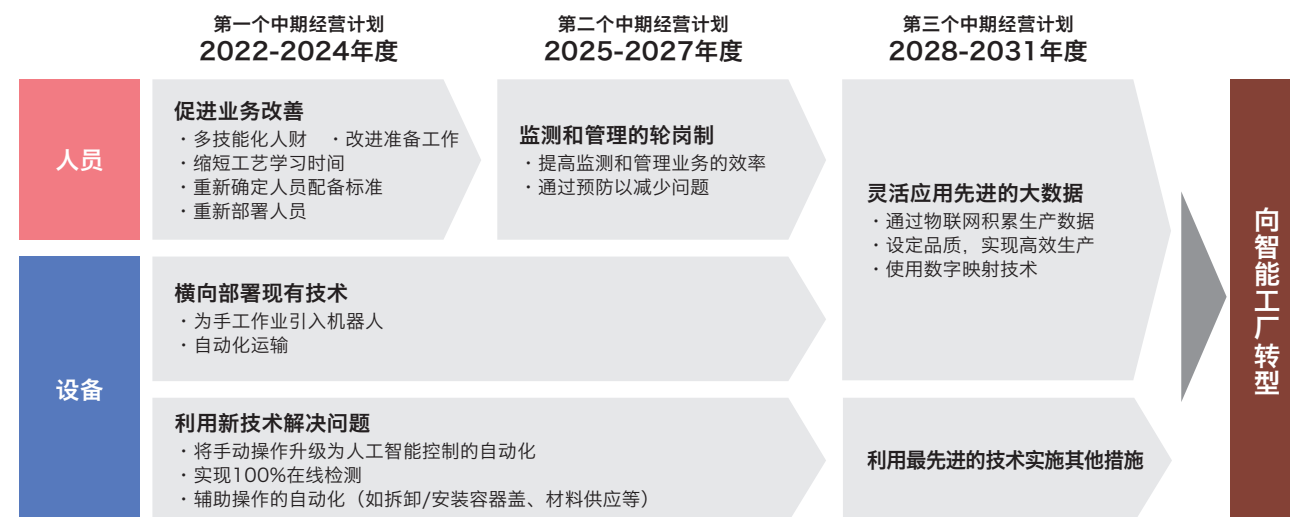 第一个中期经营计划
2022-2024年度
第二个中期经营计划
2025-2027年度
第三个中期经营计划
2028-2031年度
人员
促进业务改善
・多技能化人财 ・改进准备工作
・缩短工艺学习时间
・重新确定人员配备标准
・重新部署人员
监测和管理的轮岗制
・提高监测和管理业务的效率
・通过预防以减少问题
灵活应用先进的大数据
・通过物联网积累生产数据
・设定品质，实现高效生产
・使用数字映射技术
设备
横向部署现有技术
・为手工作业引入机器人
・自动化运输
利用新技术解决问题
・将手动操作升级为人工智能控制的自动化
・实现100%在线检测
・辅助操作的自动化（如拆卸/安装容器盖、材料供应等）
利用最先进的技术实施其他措施
向智能工厂转型